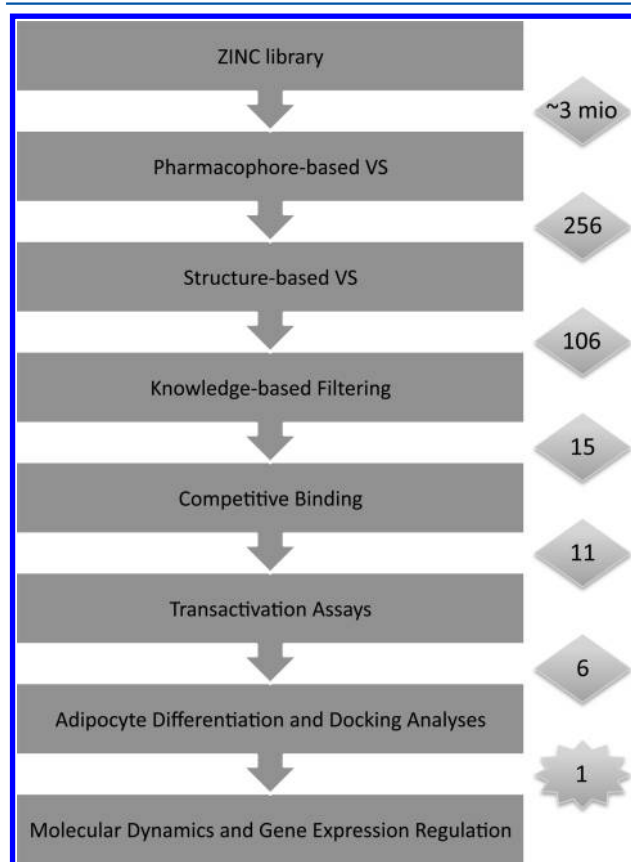 ZINC library
~3 mio
Pharmacophore-based VS
256
Structure-based VS
106
Knowledge-based Filtering
15
Competitive Binding
11
Transactivation Assays
6
Adipocyte Differentiation and Docking Analyses
1
Molecular Dynamics and Gene Expression Regulation